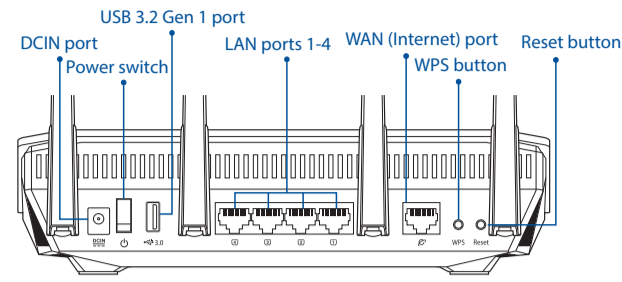 USB 3.2 Gen 1 port
DCIN port
LAN ports 1-4
WAN (Internet) port
Reset button
Power switch
WPS button
DCIN
3.0
4
3
2
1
WPS
Reset